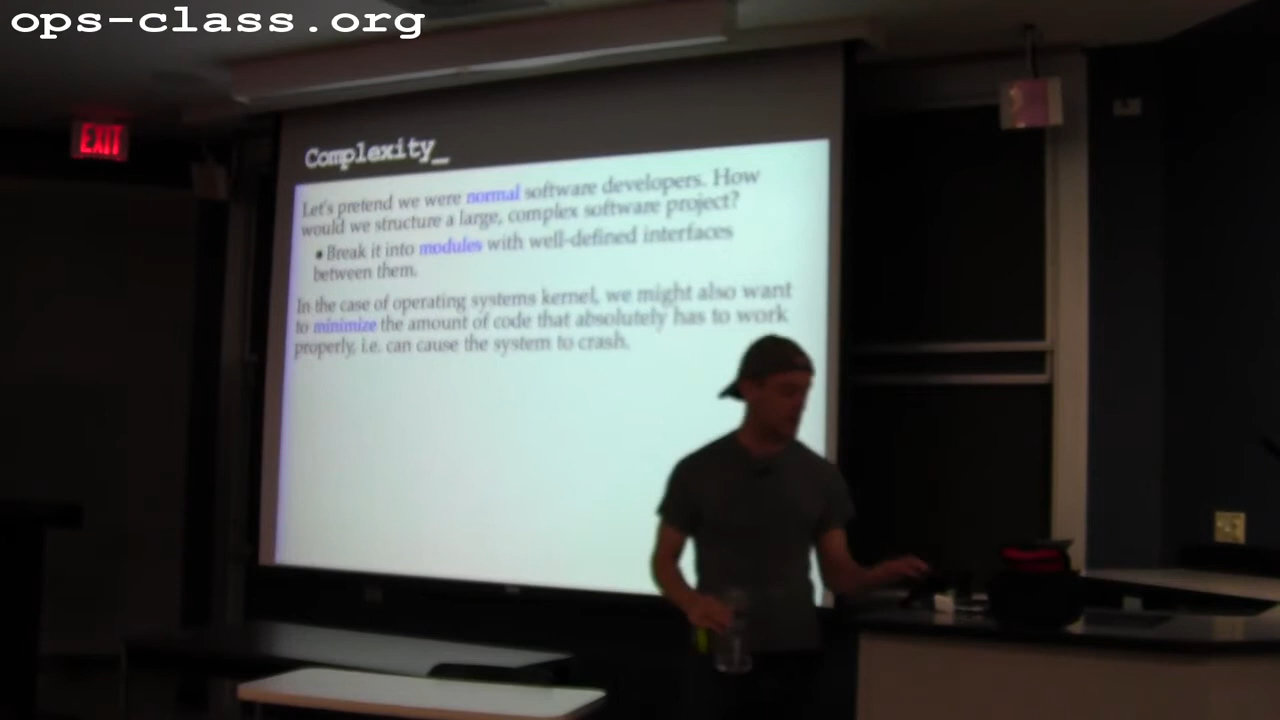 ops-class.org
EXIT
Complexity_
Let's pretend we were normal software developers. How
would we structure a large, complex software project?
• Break it into modules with well-defined interfaces
between them.
In the case of operating systems kernel, we might also want
to minimize the amount of code that absolutely has to work
properly, i.e. can cause the system to crash.